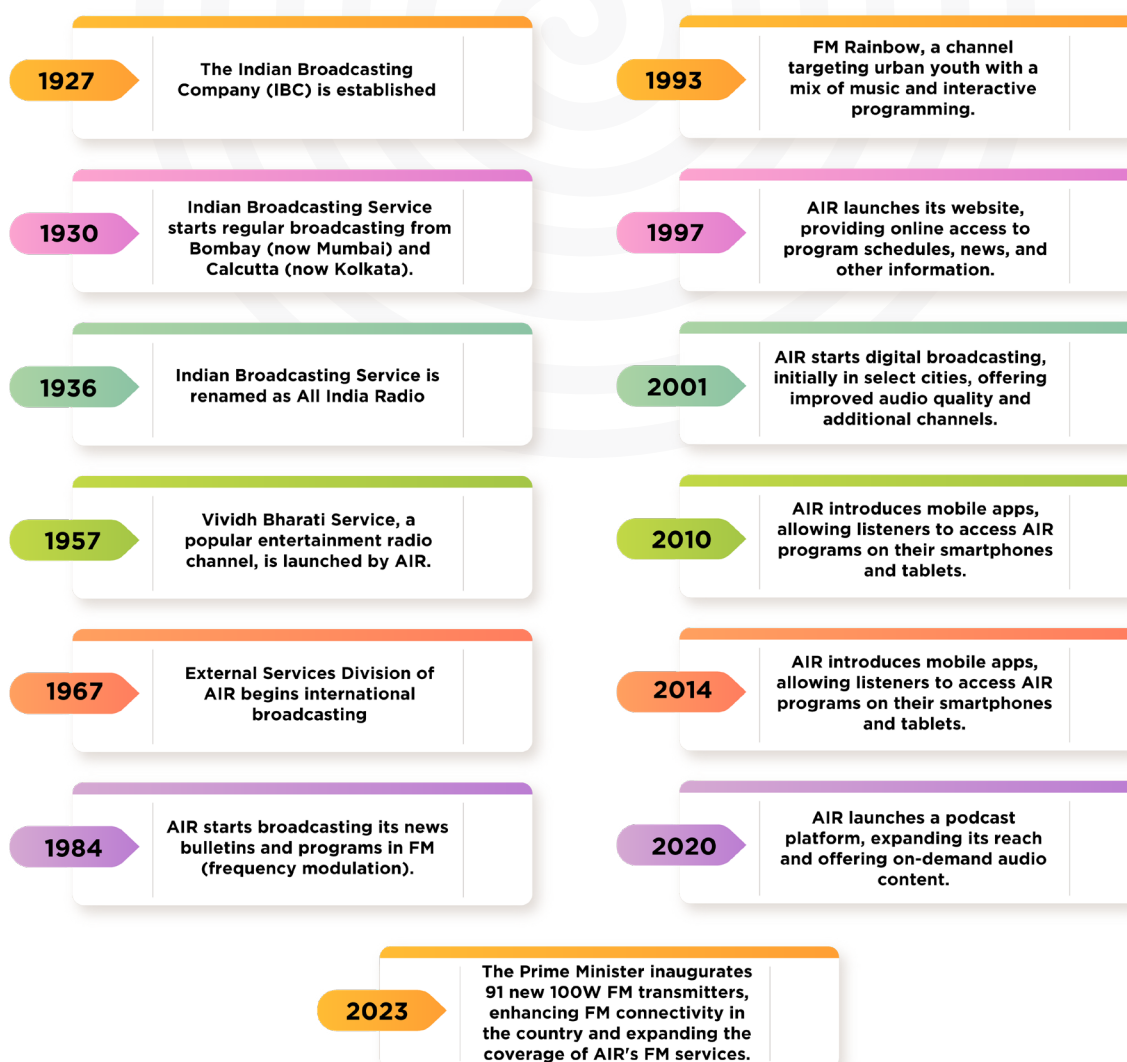 1927
The Indian Broadcasting
Company (IBC) is established
1930
Indian Broadcasting Service
starts regular broadcasting from
Bombay (now Mumbai) and
Calcutta (now Kolkata).
1936
Indian Broadcasting Service is
renamed as All India Radio
1957
Vividh Bharati Service, a
popular entertainment radio
channel, is launched by AIR.
1967
External Services Division of
AIR begins international
broadcasting
1984
AIR starts broadcasting its news
bulletins and programs in FM
(frequency modulation).
1993
FM Rainbow, a channel
targeting urban youth with a
mix of music and interactive
programming.
1997
AIR launches its website,
providing online access to
program schedules, news, and
other information.
2001
AIR starts digital broadcasting,
initially in select cities, offering
improved audio quality and
additional channels.
2010
AIR introduces mobile apps,
allowing listeners to access AIR
programs on their smartphones
and tablets.
2014
AIR introduces mobile apps,
allowing listeners to access AIR
programs on their smartphones
and tablets.
2020
AIR launches a podcast
platform, expanding its reach
and offering on-demand audio
content.
2023
The Prime Minister inaugurates
91 new 100W FM transmitters,
enhancing FM connectivity in
the country and expanding the
coverage of AIR's FM services.